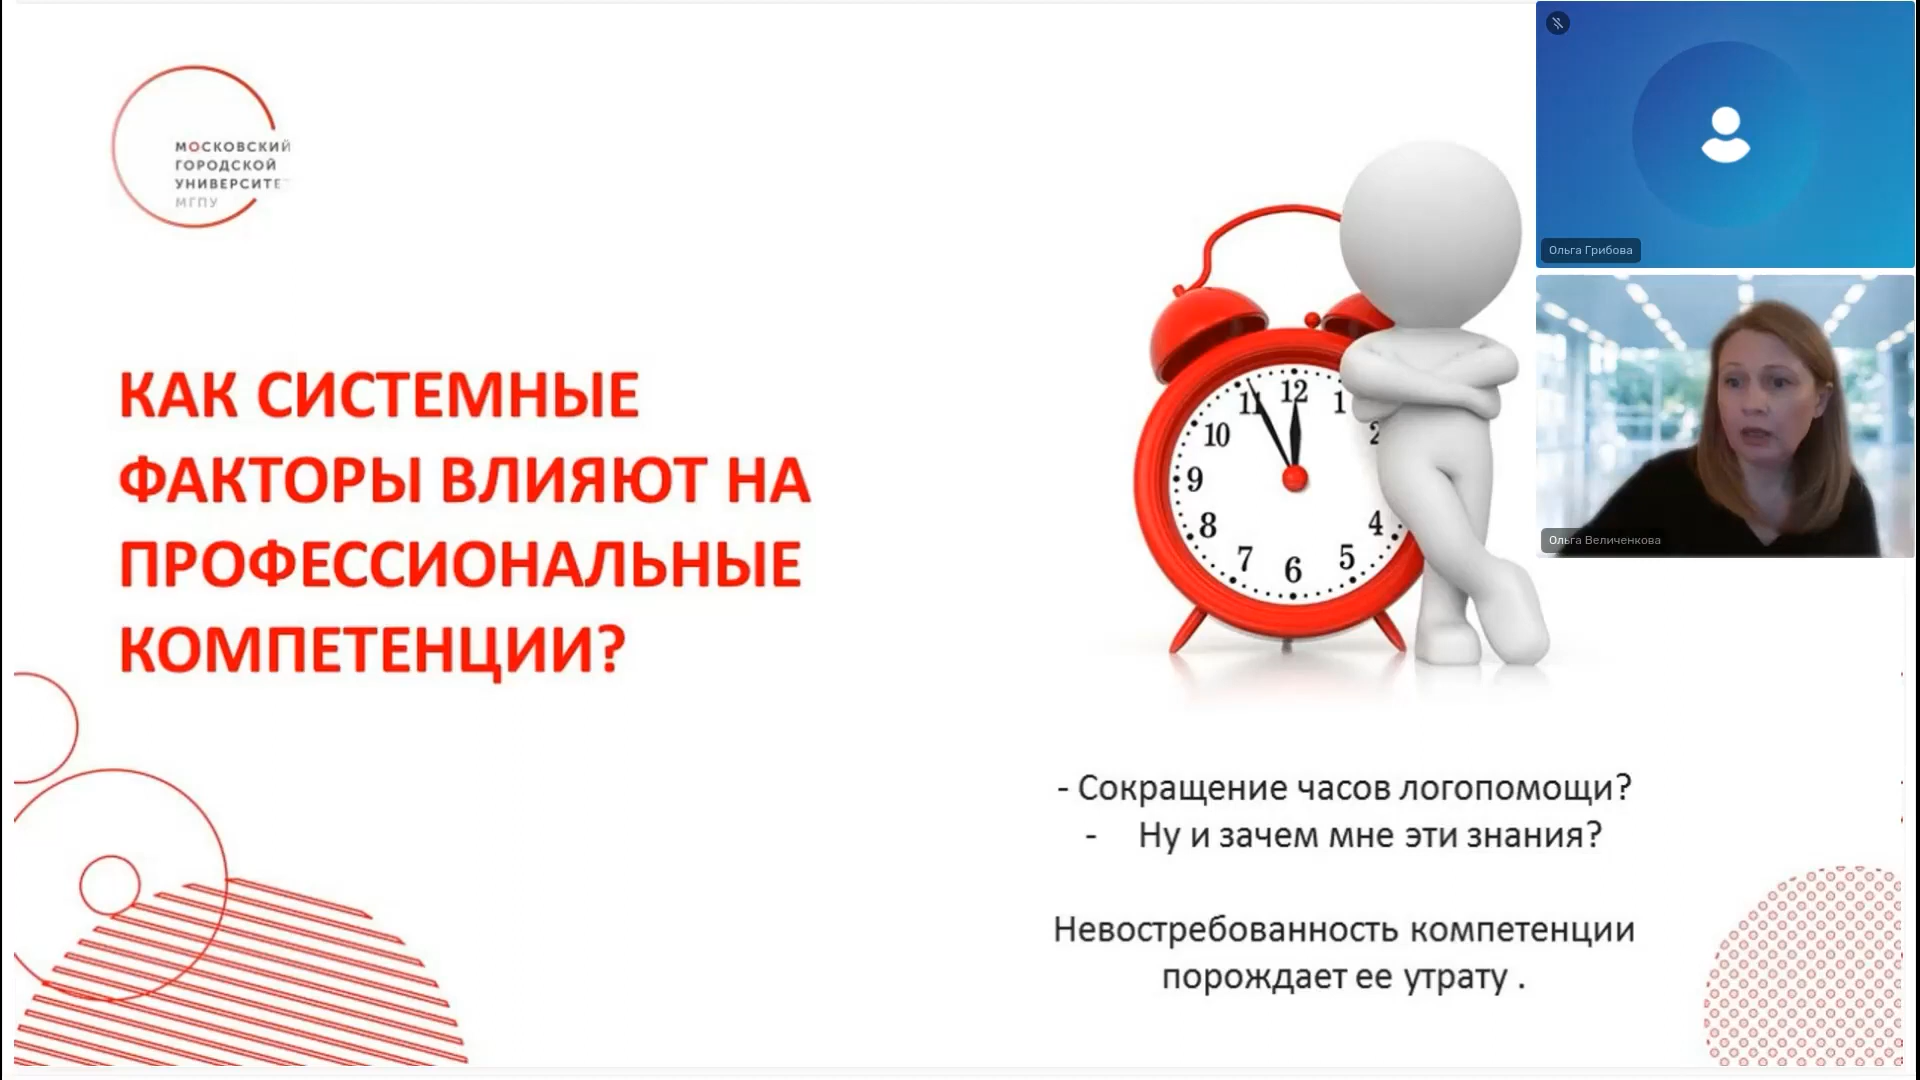 МОСКОВСКИЙ
ГОРОДСКОЙ
УНИВЕРСИТЕТ
МГПУ
КАК СИСТЕМНЫЕ
ФАКТОРЫ ВЛИЯЮТ НА
ПРОФЕССИОНАЛЬНЫЕ
КОМПЕТЕНЦИИ?
12
11
1
10
2
9
8
4
7
5
6
- Сокращение часов логопомощи?
- Ну и зачем мне эти знания?
Невостребованность компетенции
порождает ее утрату .
Ольга Грибова
Ольга Величенкова